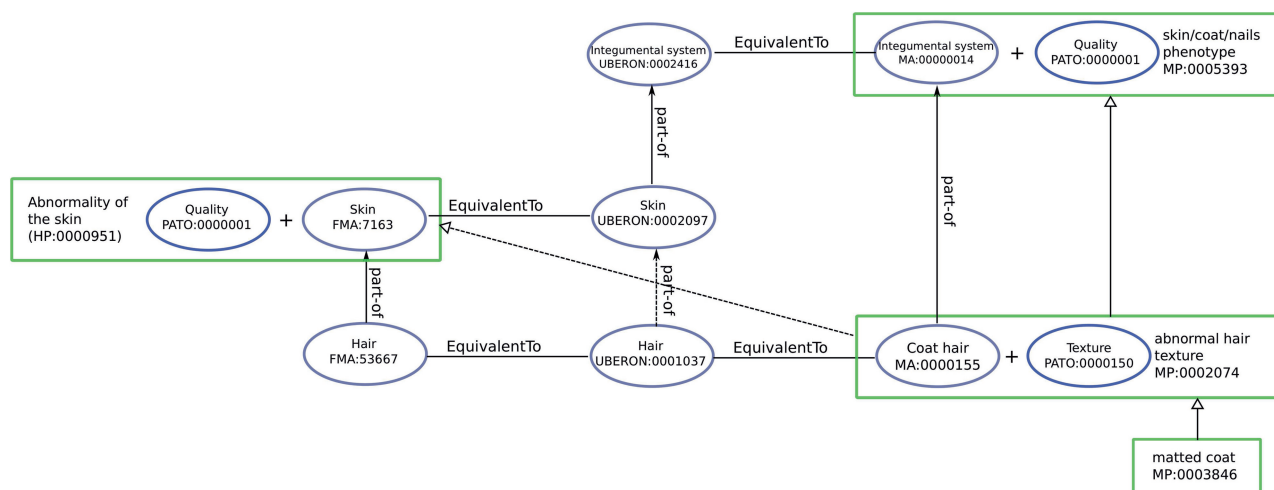 Integumental system
UBERON:0002416
EquivalentTo
Integumental system
MA:00000014
+
Quality
PATO:0000001
skin/coat/nails
phenotype
MP:0005393
part-of
part-of
Abnormality of
the skin
(HP:0000951)
Quality
PATO:0000001
+
Skin
FMA:7163
EquivalentTo
Skin
UBERON:0002097
part-of
part-of
Hair
FMA:53667
EquivalentTo
Hair
UBERON:0001037
EquivalentTo
Coat hair
MA:0000155
+
Texture
PATO:0000150
abnormal hair
texture
MP:0002074
matted coat
MP:0003846